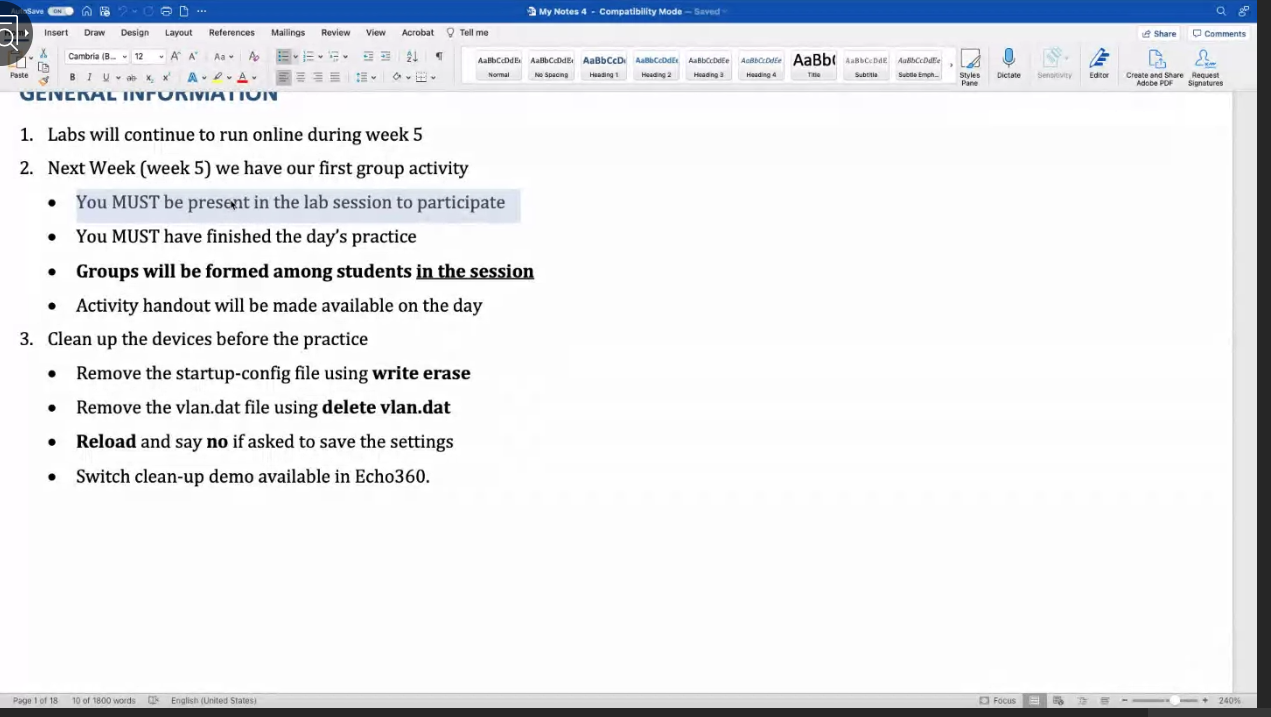 AutoSave ON My Notes 4 - Compatibility Mode — Saved
Insert Draw Design Layout References Mailings Review View Acrobat Tell me Share Comments
Paste Cambria (B... 12 Aa
AaBbCcDdEe Normal
AaBbCcDdEe No Spacing
AaBbCcDc Heading 1
AaBbCcDdEe Heading 2
AaBbCcDdEe Heading 3
AaBbCcDdEe Heading 4
AaBb( Title
AaBbCcDdEe Subtitle
AaBbCcDdEe Subtle Emph...
Styles Pane
Dictate
Sensitivity
Editor
Create and Share Adobe PDF
Request Signatures
GENERAL INFORMATION
1. Labs will continue to run online during week 5
2. Next Week (week 5) we have our first group activity
• You MUST be present in the lab session to participate
• You MUST have finished the day’s practice
• Groups will be formed among students in the session
• Activity handout will be made available on the day
3. Clean up the devices before the practice
• Remove the startup-config file using write erase
• Remove the vlan.dat file using delete vlan.dat
• Reload and say no if asked to save the settings
• Switch clean-up demo available in Echo360.
Page 1 of 18 10 of 1800 words English (United States) Focus 240%